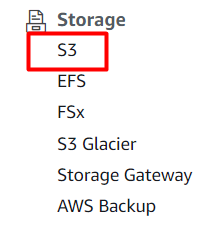 Storage
S3
EFS
FSx
S3 Glacier
Storage Gateway
AWS Backup